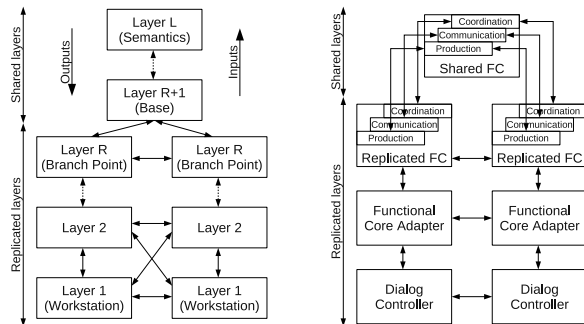 Shared layers
Replicated layers
Outputs
Inputs
Layer L
(Semantics)
Layer R+1
(Base)
Layer R
(Branch Point)
Layer R
(Branch Point)
Layer 2
Layer 2
Layer 1
(Workstation)
Layer 1
(Workstation)
Shared layers
Replicated layers
Coordination
Communication
Production
Shared FC
Coordination
Communication
Production
Replicated FC
Coordination
Communication
Production
Replicated FC
Functional
Core Adapter
Functional
Core Adapter
Dialog
Controller
Dialog
Controller